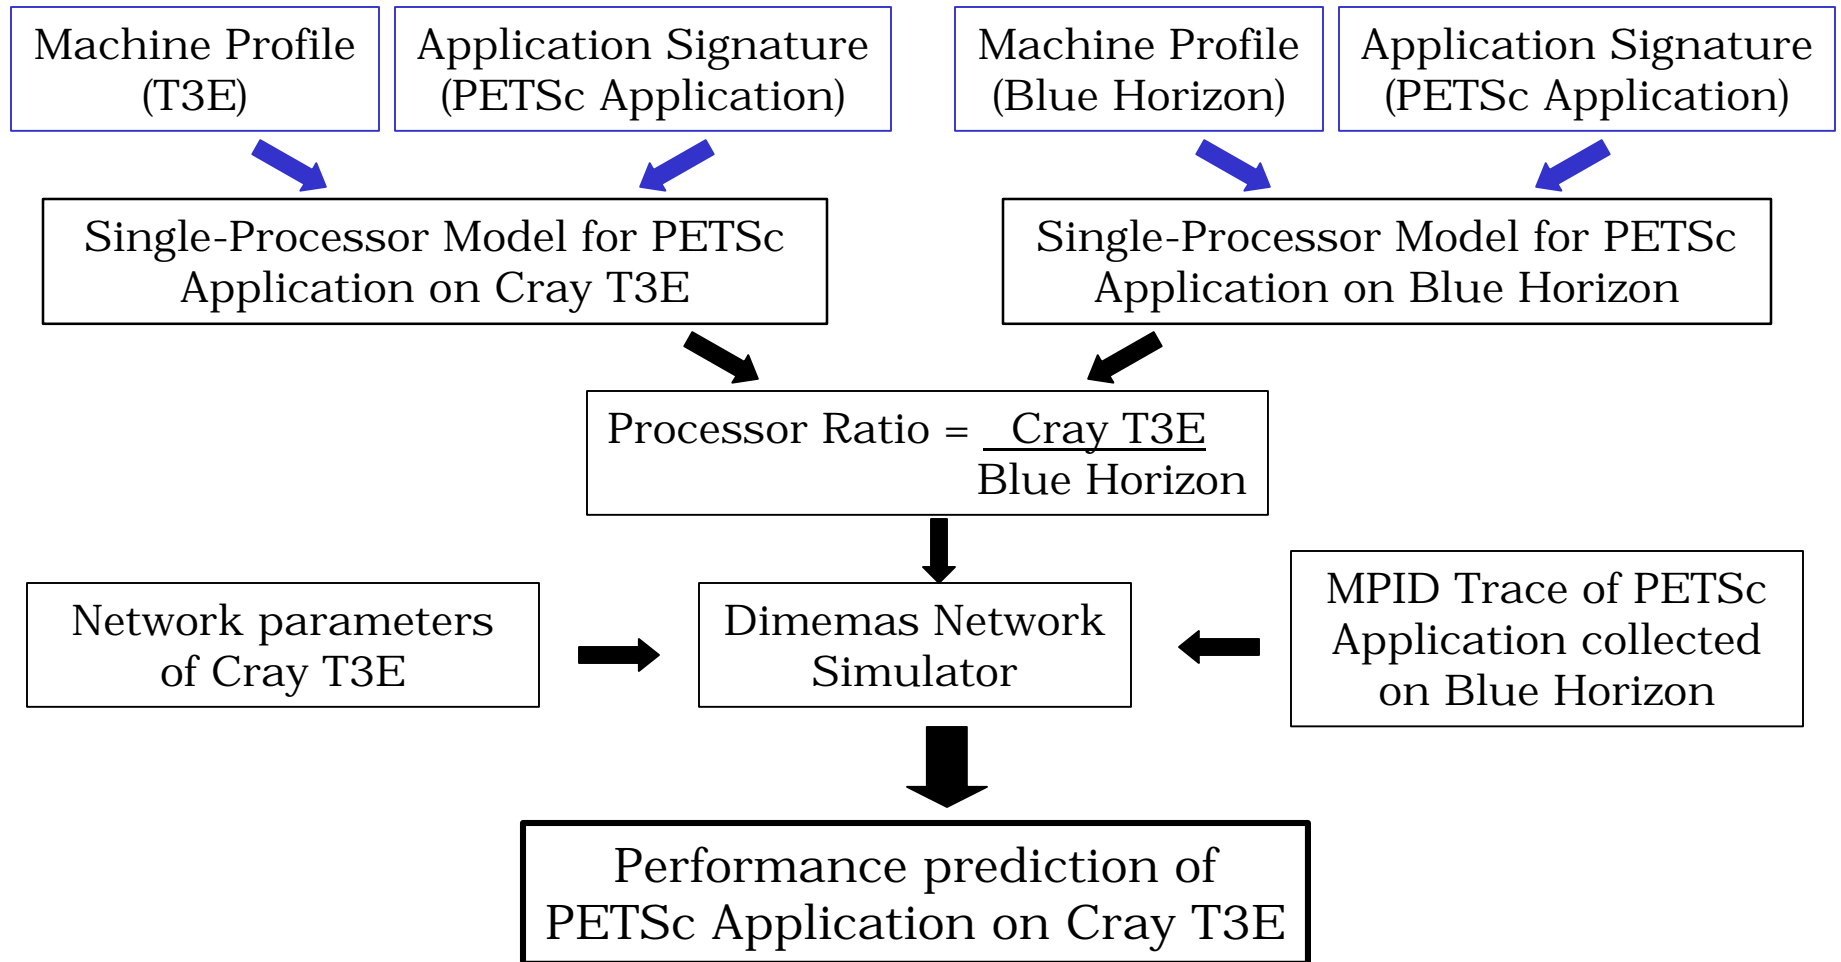 Machine Profile
(T3E)
Application Signature
(PETSc Application)
Machine Profile
(Blue Horizon)
Application Signature
(PETSc Application)
Single-Processor Model for PETSc
Application on Cray T3E
Single-Processor Model for PETSc
Application on Blue Horizon
Processor Ratio = Cray T3E
Blue Horizon
Network parameters
of Cray T3E
Dimemas Network
Simulator
MPID Trace of PETSc
Application collected
on Blue Horizon
Performance prediction of
PETSc Application on Cray T3E